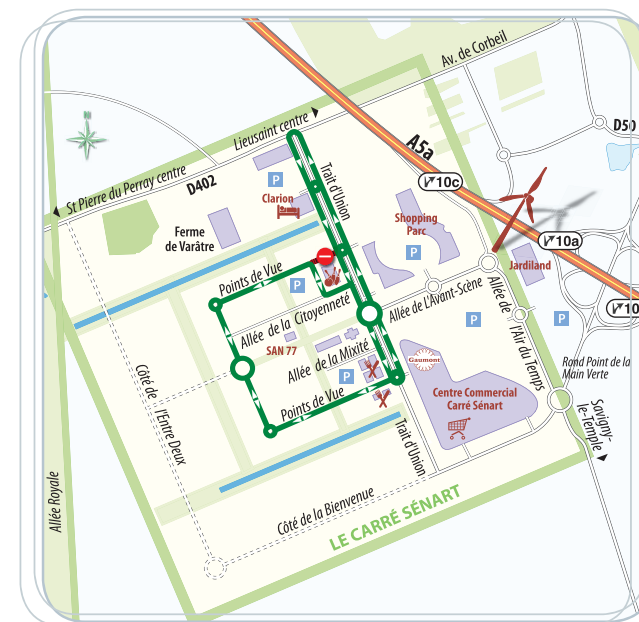 N
Av. de Corbeil
Lieusaint centre
D50
A5a
St Pierre du Perray centre
D402
P
10c
Clarion
Trait d'Union
Shopping
Parc
P
Ferme
de Varâtre
10a
Jardiland
Points de Vue
P
Allée de la Citoyenneté
Allée de L'Avant-Scène
Allée de l'Air du Temps
10
P
P
SAN 77
Allée de la Mixité
Gaumont
P
Rond Point de la
Main Verte
Côté de l'Entre Deux
Points de Vue
Centre Commercial
Carré Sénart
Savigny-
le-Temple
Trait d'Union
Allée Royale
Côté de la Bienvenue
LE CARRÉ SÉNART